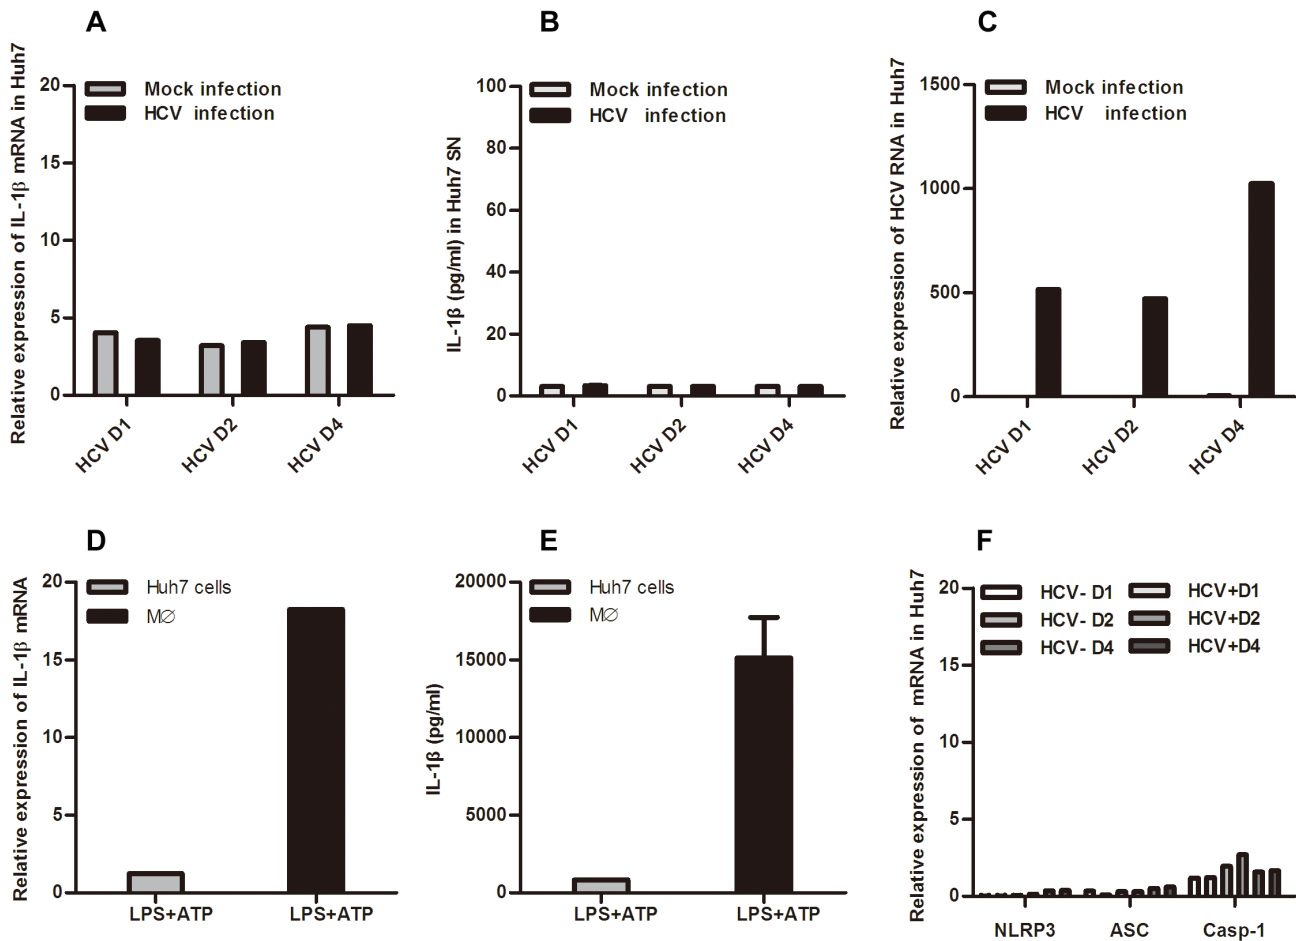 A
Relative expression of IL-1β mRNA in Huh7
20
15
10
5
0
Mock infection
HCV infection
HCV D1
HCV D2
HCV D4
B
IL-1β (pg/ml) in Huh7 SN
100
80
60
40
20
0
Mock infection
HCV infection
HCV D1
HCV D2
HCV D4
C
Relative expression of HCV RNA in Huh7
1500
1000
500
0
Mock infection
HCV infection
HCV D1
HCV D2
HCV D4
D
Relative expression of IL-1β mRNA
20
15
10
5
0
Huh7 cells
M∅
LPS+ATP
LPS+ATP
E
IL-1β (pg/ml)
20000
15000
10000
5000
0
Huh7 cells
M∅
LPS+ATP
LPS+ATP
F
Relative expression of mRNA in Huh7
20
15
10
5
0
HCV- D1
HCV- D2
HCV- D4
HCV+D1
HCV+D2
HCV+D4
NLRP3
ASC
Casp-1